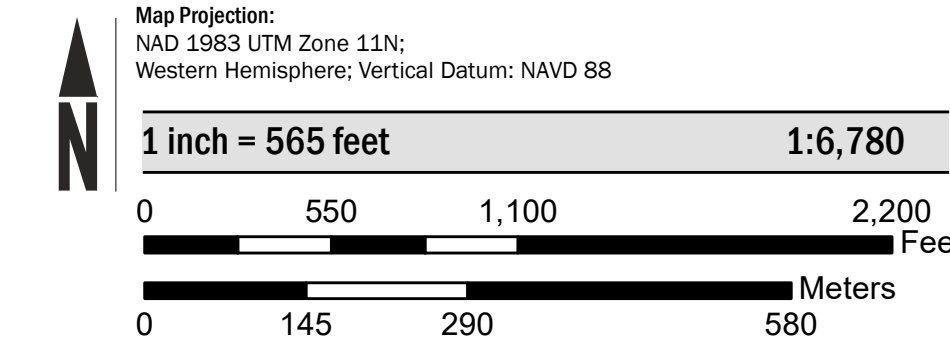 Map Projection:
NAD 1983 UTM Zone 11N;
Western Hemisphere; Vertical Datum: NAVD 88
N
1 inch = 565 feet 1:6,780
0 550 1,100 2,200
Fee
Meters
0 145 290 580